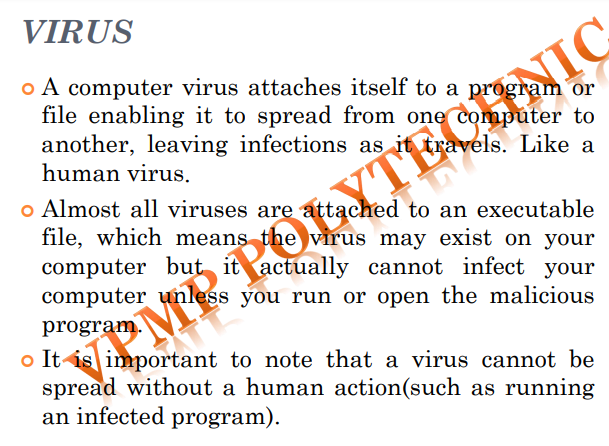 VIRUS
A computer virus attaches itself to a program or
file enabling it to spread from one computer to
another, leaving infections as it travels. Like a
human virus.
Almost all viruses are attached to an executable
file, which means the virus may exist on your
computer but it actually cannot infect your
computer unless you run or open the malicious
program.
It is important to note that a virus cannot be
spread without a human action(such as running
an infected program).
VPMP POLYTECHNIC